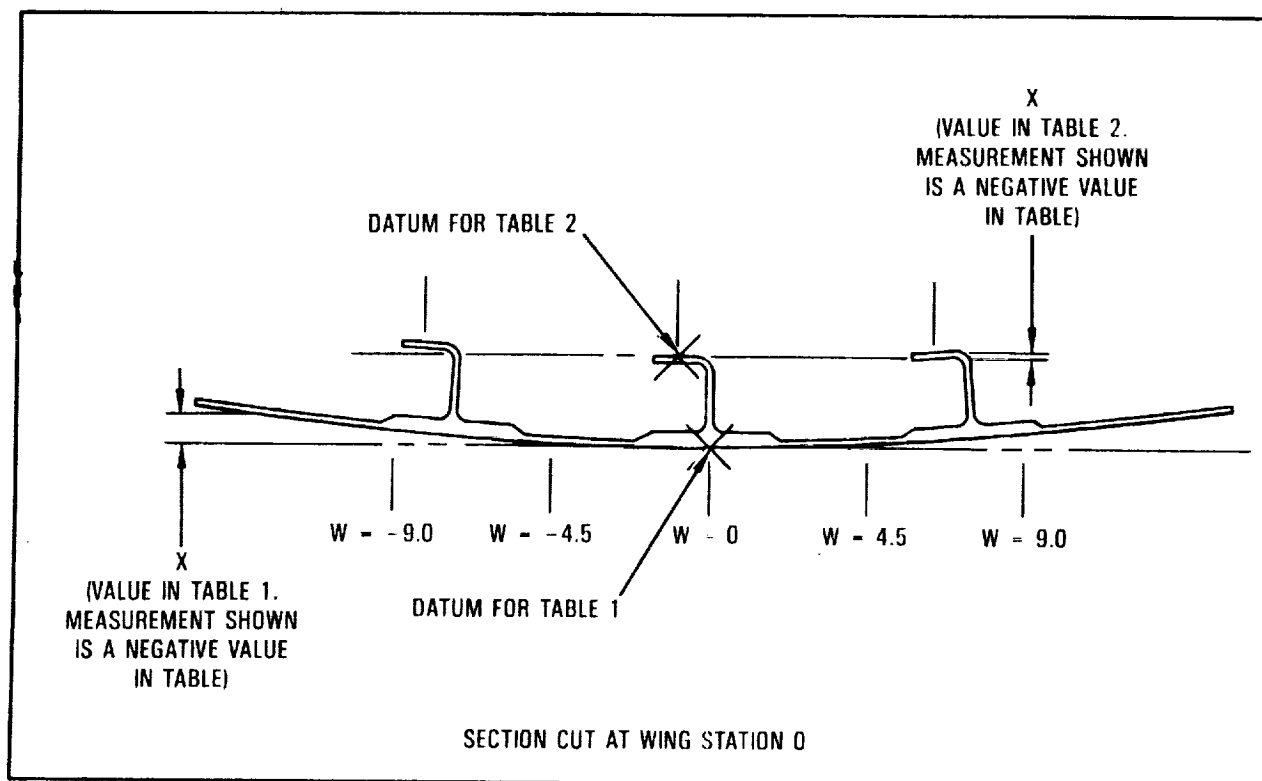 X
(VALUE IN TABLE 2.
MEASUREMENT SHOWN
IS A NEGATIVE VALUE
IN TABLE)
DATUM FOR TABLE 2
W = -9.0
W = -4.5
W - 0
W = 4.5
W = 9.0
X
(VALUE IN TABLE 1.
MEASUREMENT SHOWN
IS A NEGATIVE VALUE
IN TABLE)
DATUM FOR TABLE 1
SECTION CUT AT WING STATION 0